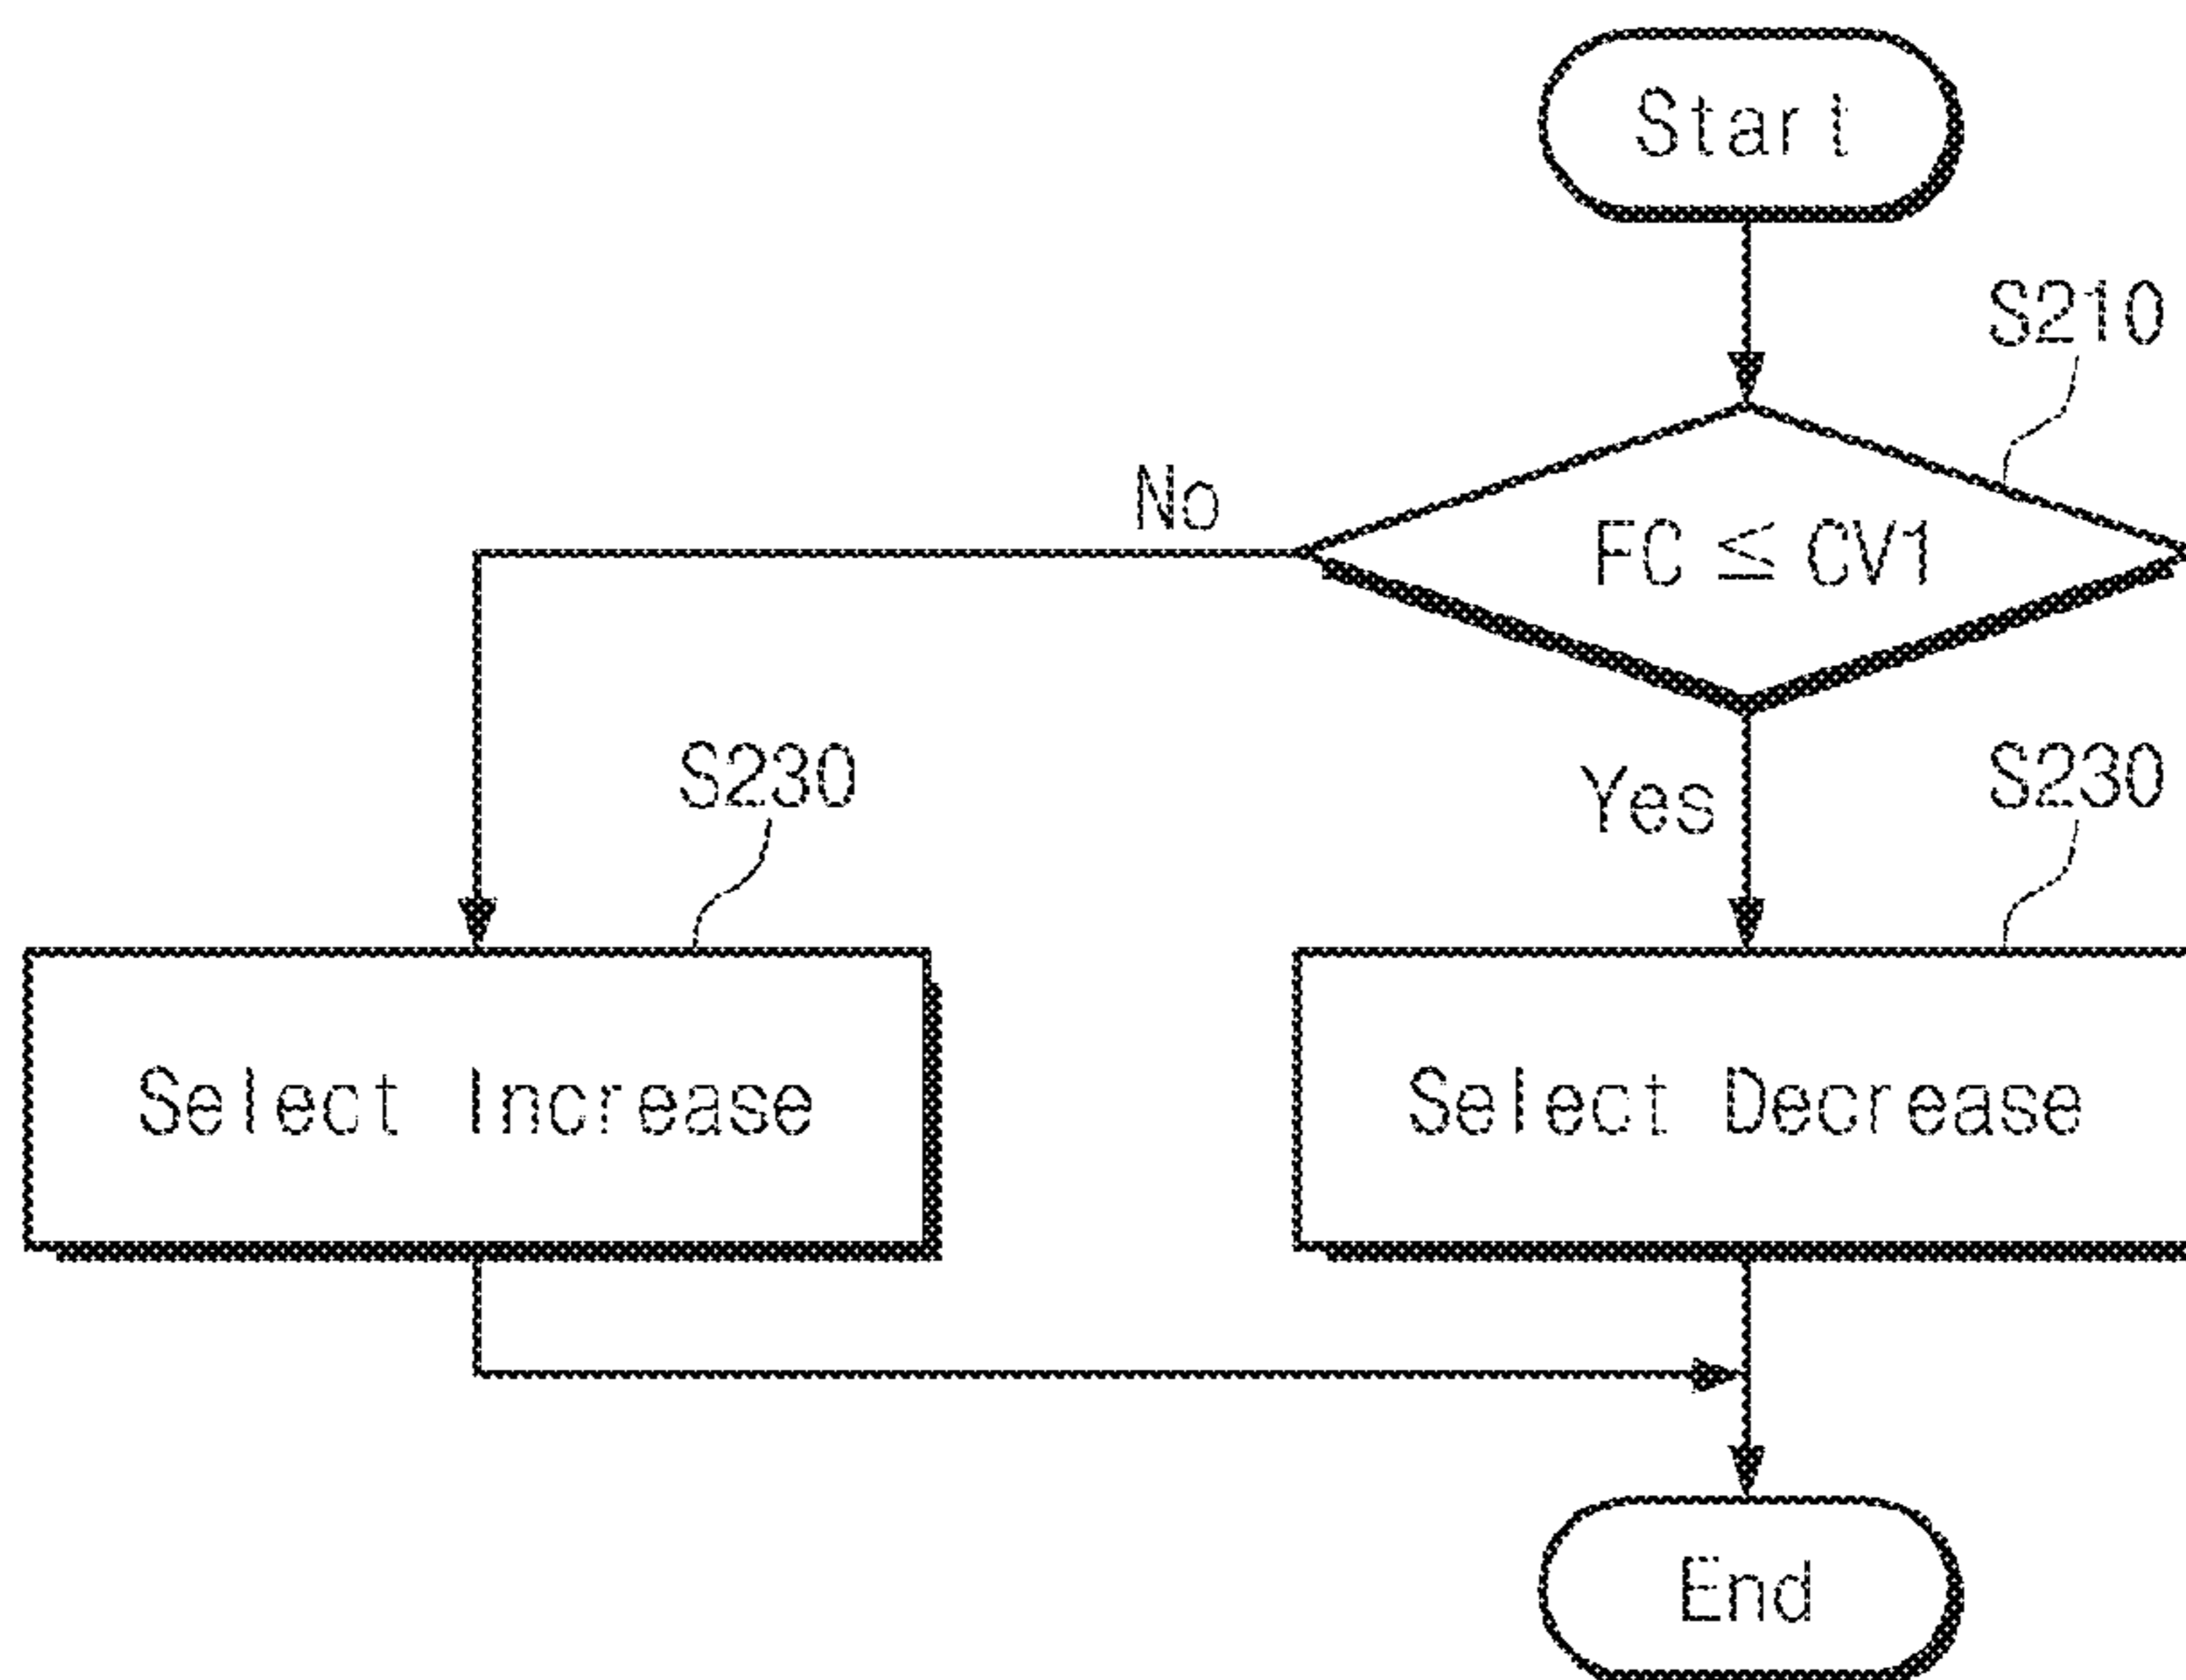 Start
S210
No
FC ≤ CV1
S230
Yes
S230
Select Increase
Select Decrease
End